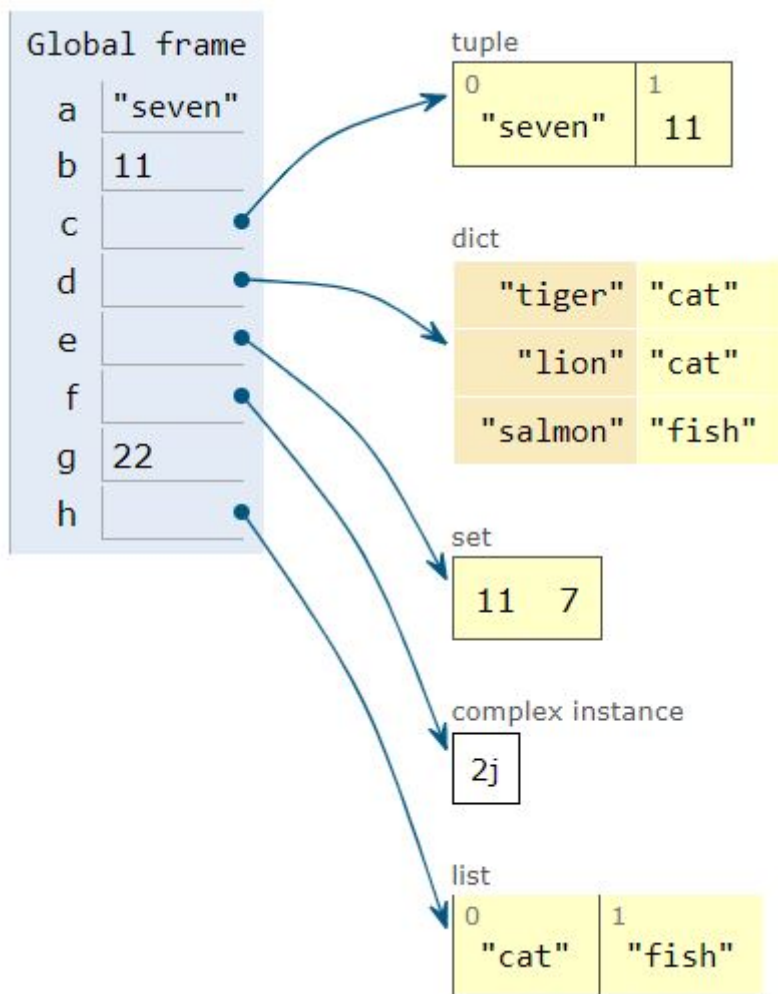 Global frame
a "seven"
b 11
c
d
e
f
g 22
h
tuple
0 1
"seven" 11
dict
"tiger" "cat"
"lion" "cat"
"salmon" "fish"
set
11 7
complex instance
2j
list
0 1
"cat" "fish"